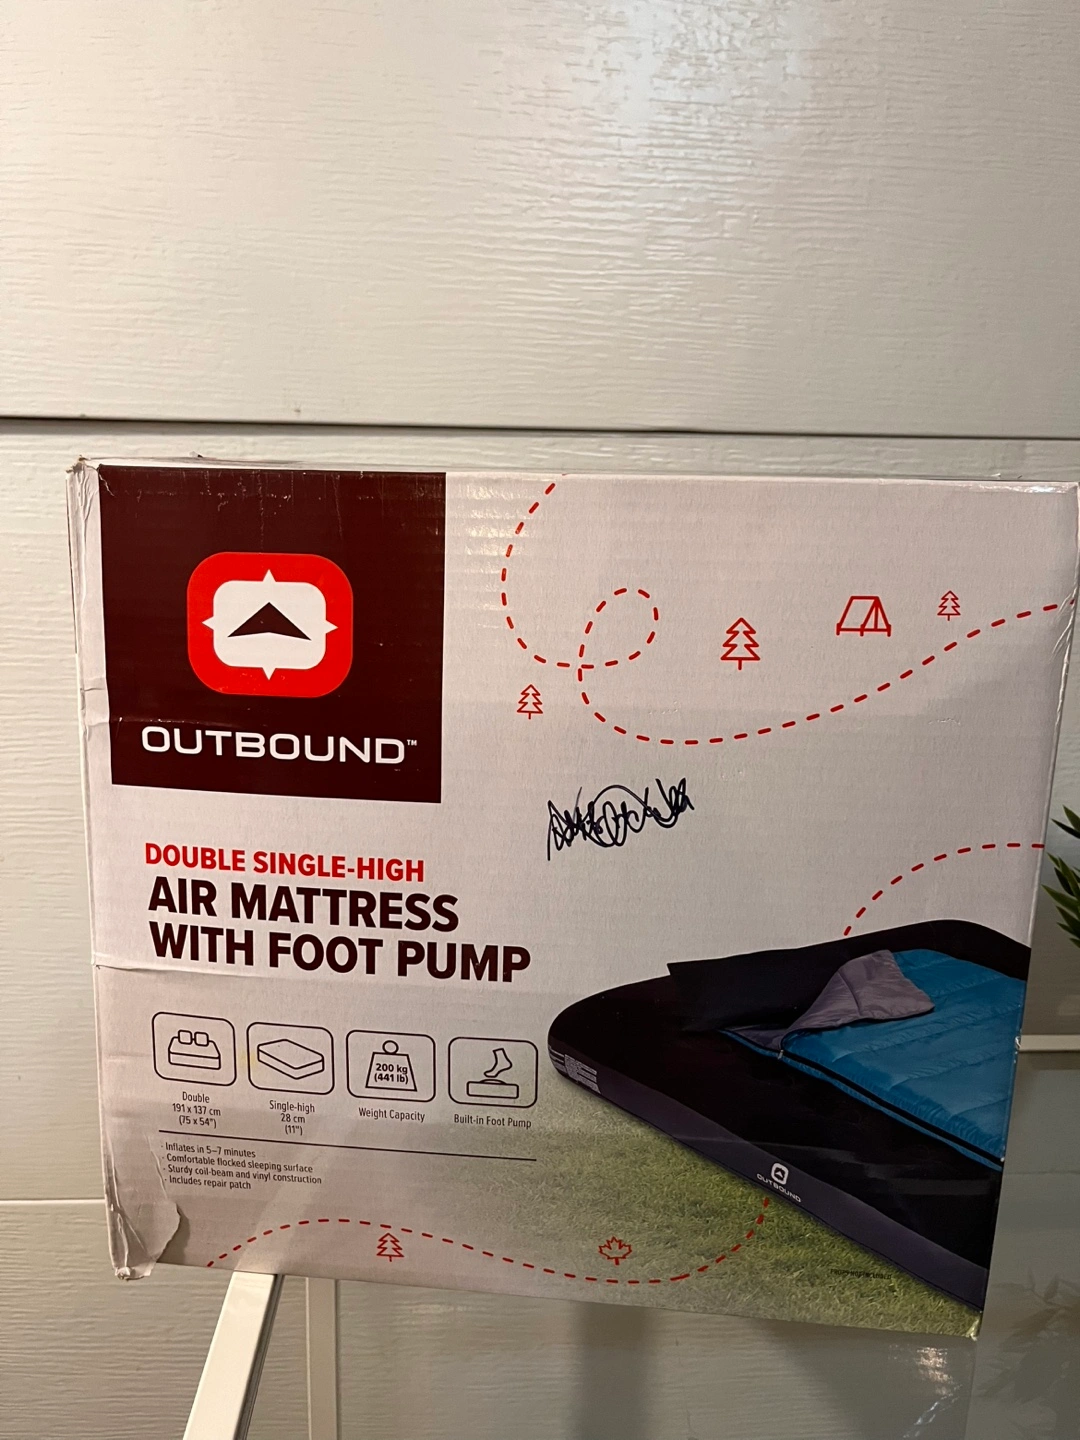 OUTBOUND™
DOUBLE SINGLE-HIGH
AIR MATTRESS
WITH FOOT PUMP
200 kg
(441 lb)
Double
191 x 137 cm
(75 x 54")
Single-high
28 cm
(11")
Weight Capacity
Built-in Foot Pump
- Inflates in 5–7 minutes
- Comfortable flocked sleeping surface
- Sturdy coil-beam and vinyl construction
- Includes repair patch
OUTBOUND